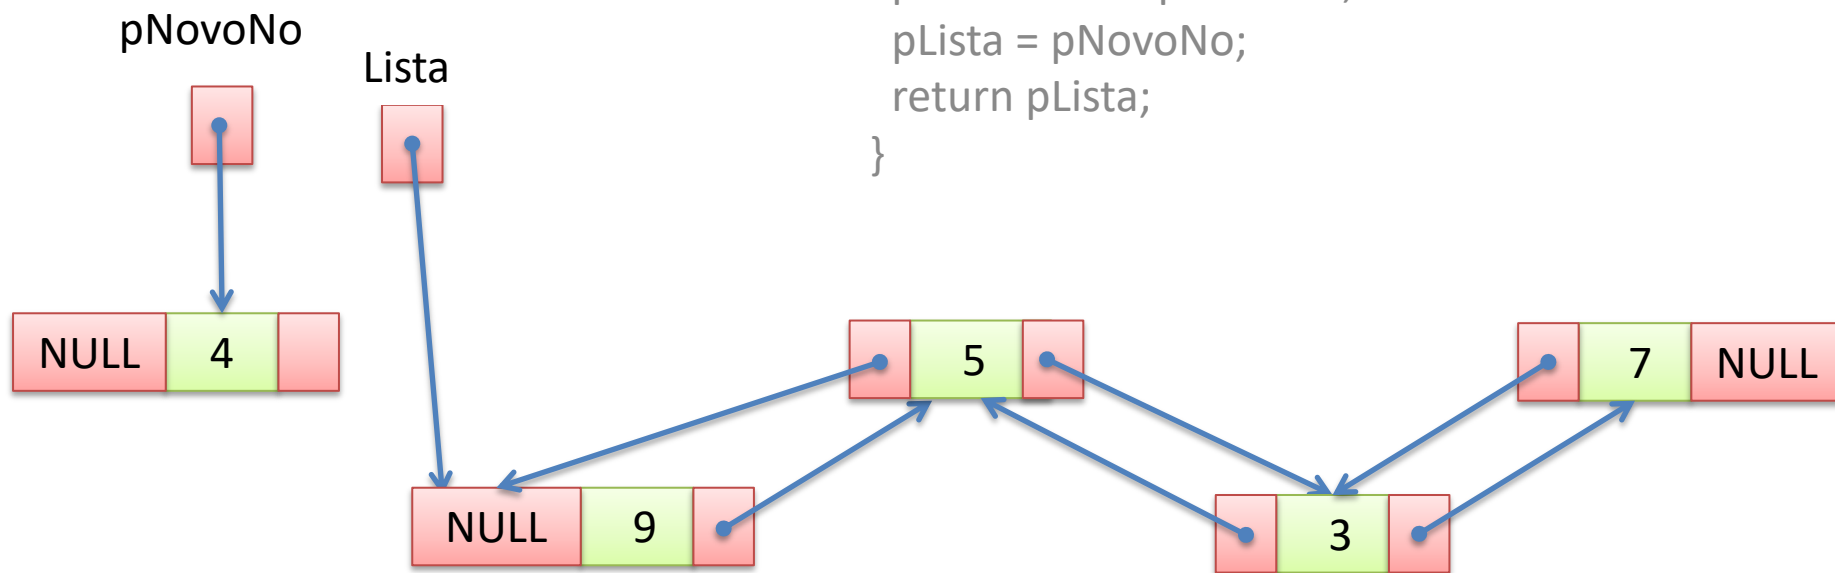 pNovoNo
Lista
pLista = pNovoNo;
return pLista;
}
NULL 4
5
7 NULL
NULL 9
3